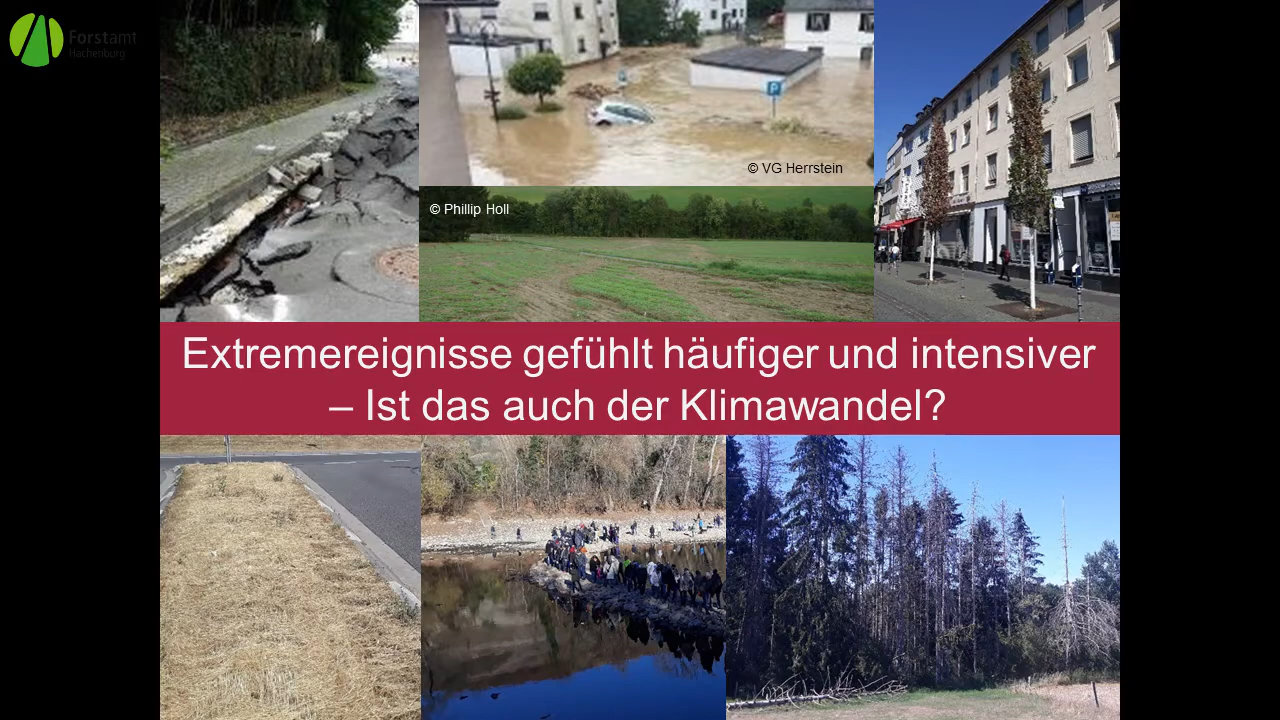 Forstamt
Hachenburg
© VG Herrstein
© Phillip Holl
Extremereignisse gefühlt häufiger und intensiver
– Ist das auch der Klimawandel?